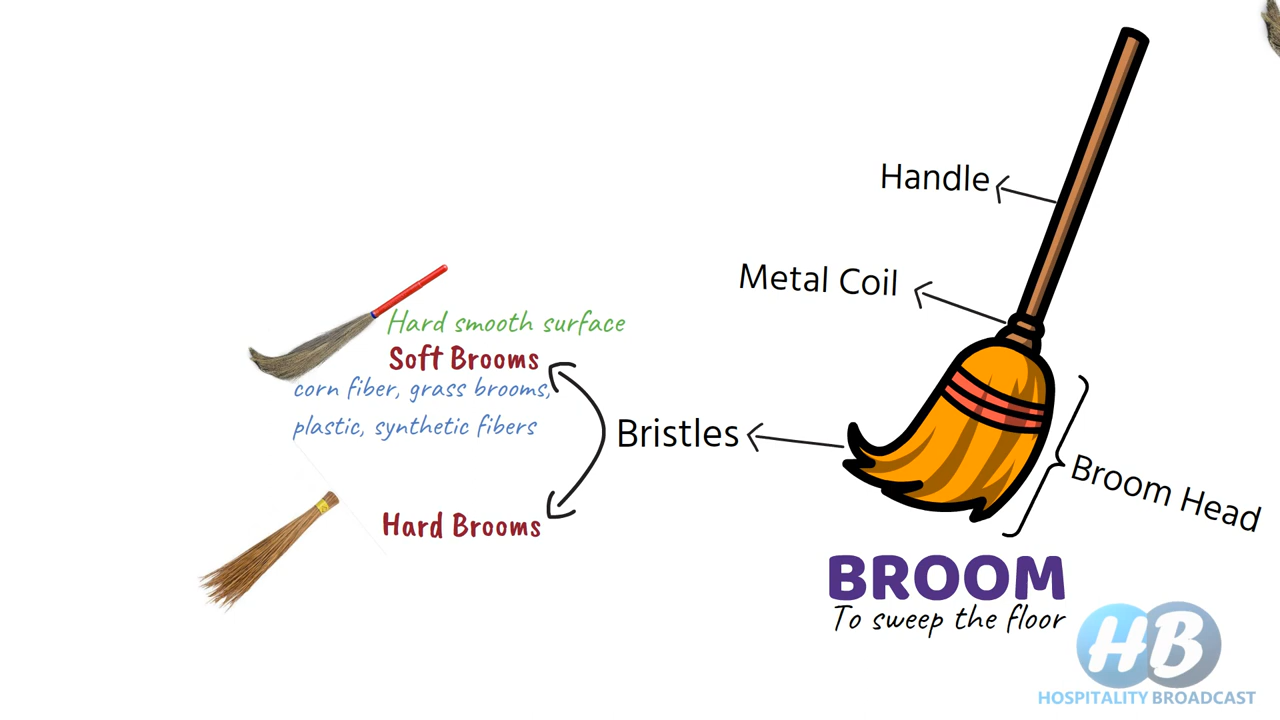 Handle
Metal Coil
Hard smooth surface
Soft Brooms
corn fiber, grass brooms,
plastic, synthetic fibers
Bristles
Broom Head
Hard Brooms
BROOM
To sweep the floor
HB
HOSPITALITY BROADCAST